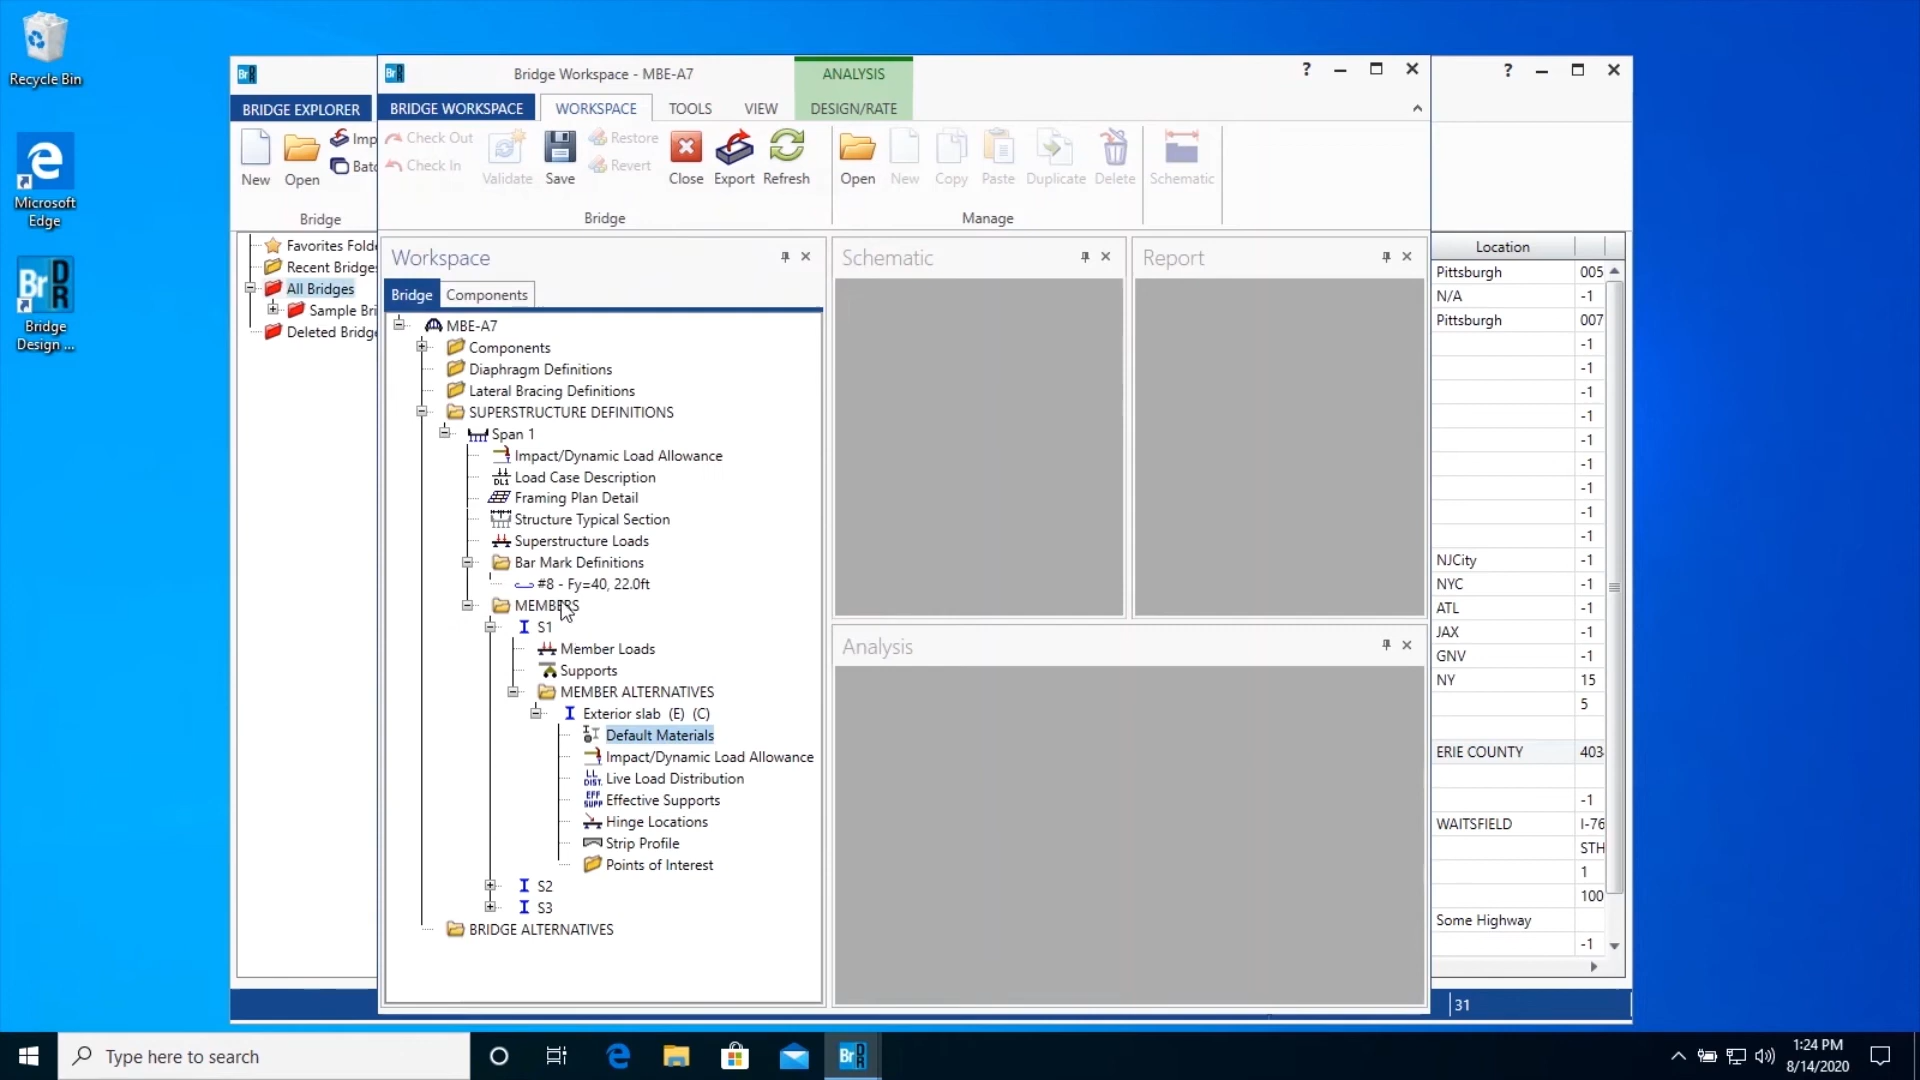 Recycle Bin
Microsoft
Edge
Bridge
Design ...
BRIDGE EXPLORER
New
Open
Imp
Batc
Bridge
Favorites Folde
Recent Bridges
All Bridges
Sample Bri
Deleted Bridge
Bridge Workspace - MBE-A7
ANALYSIS
BRIDGE WORKSPACE
WORKSPACE
TOOLS
VIEW
DESIGN/RATE
Check Out
Check In
Validate
Save
Restore
Revert
Close
Export
Refresh
Bridge
Open
New
Copy
Paste
Duplicate
Delete
Manage
Schematic
Workspace
Bridge
Components
MBE-A7
Components
Diaphragm Definitions
Lateral Bracing Definitions
SUPERSTRUCTURE DEFINITIONS
Span 1
Impact/Dynamic Load Allowance
DL1 Load Case Description
Framing Plan Detail
Structure Typical Section
Superstructure Loads
Bar Mark Definitions
#8 - Fy=40, 22.0ft
MEMBERS
S1
Member Loads
Supports
MEMBER ALTERNATIVES
Exterior slab (E) (C)
Default Materials
Impact/Dynamic Load Allowance
LL DIST. Live Load Distribution
EFF SUPP Effective Supports
Hinge Locations
Strip Profile
Points of Interest
S2
S3
BRIDGE ALTERNATIVES
Schematic
Report
Analysis
Location
Pittsburgh 005
N/A -1
Pittsburgh 007
-1
-1
-1
-1
-1
-1
-1
-1
-1
NJCity -1
NYC -1
ATL -1
JAX -1
GNV -1
NY 15
5
ERIE COUNTY 403
-1
WAITSFIELD I-76
STH
1
100
Some Highway
-1
31
Type here to search
1:24 PM
8/14/2020